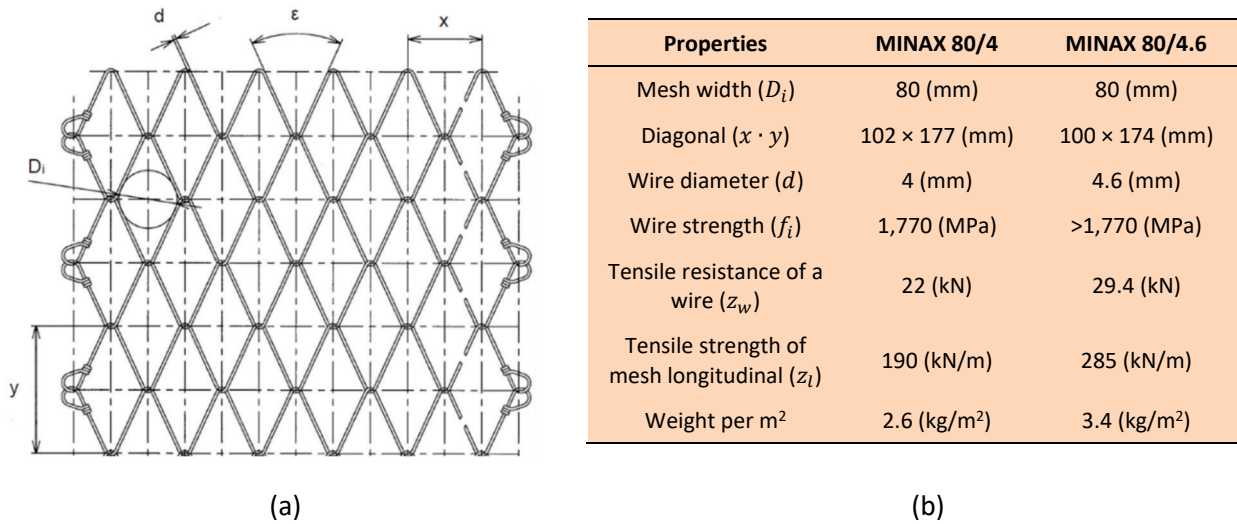 d
ε
x
Dᵢ
y
(a)
Properties MINAX 80/4 MINAX 80/4.6
Mesh width (𝐷ᵢ) 80 (mm) 80 (mm)
Diagonal (𝑥 · 𝑦) 102 × 177 (mm) 100 × 174 (mm)
Wire diameter (𝑑) 4 (mm) 4.6 (mm)
Wire strength (𝑓ᵢ) 1,770 (MPa) >1,770 (MPa)
Tensile resistance of a
wire (𝑧_𝑤) 22 (kN) 29.4 (kN)
Tensile strength of
mesh longitudinal (𝑧_𝑙) 190 (kN/m) 285 (kN/m)
Weight per m² 2.6 (kg/m²) 3.4 (kg/m²)
(b)